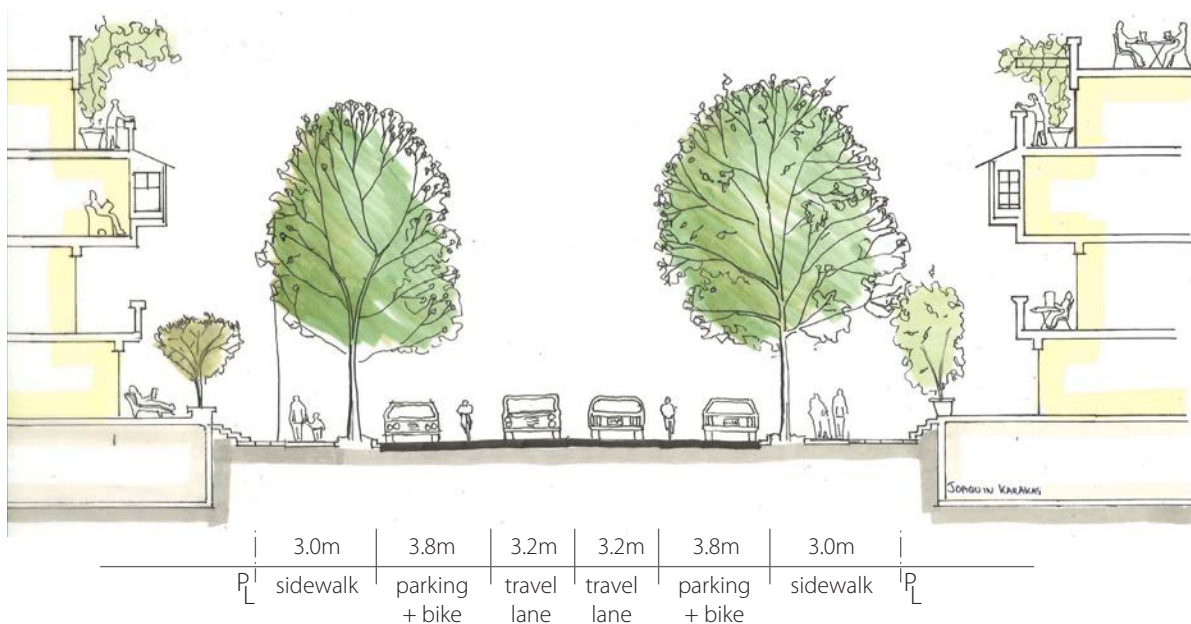 JOAQUIN KARAKAS
3.0m 3.8m 3.2m 3.2m 3.8m 3.0m
PL sidewalk parking travel travel parking sidewalk PL
+ bike lane lane + bike